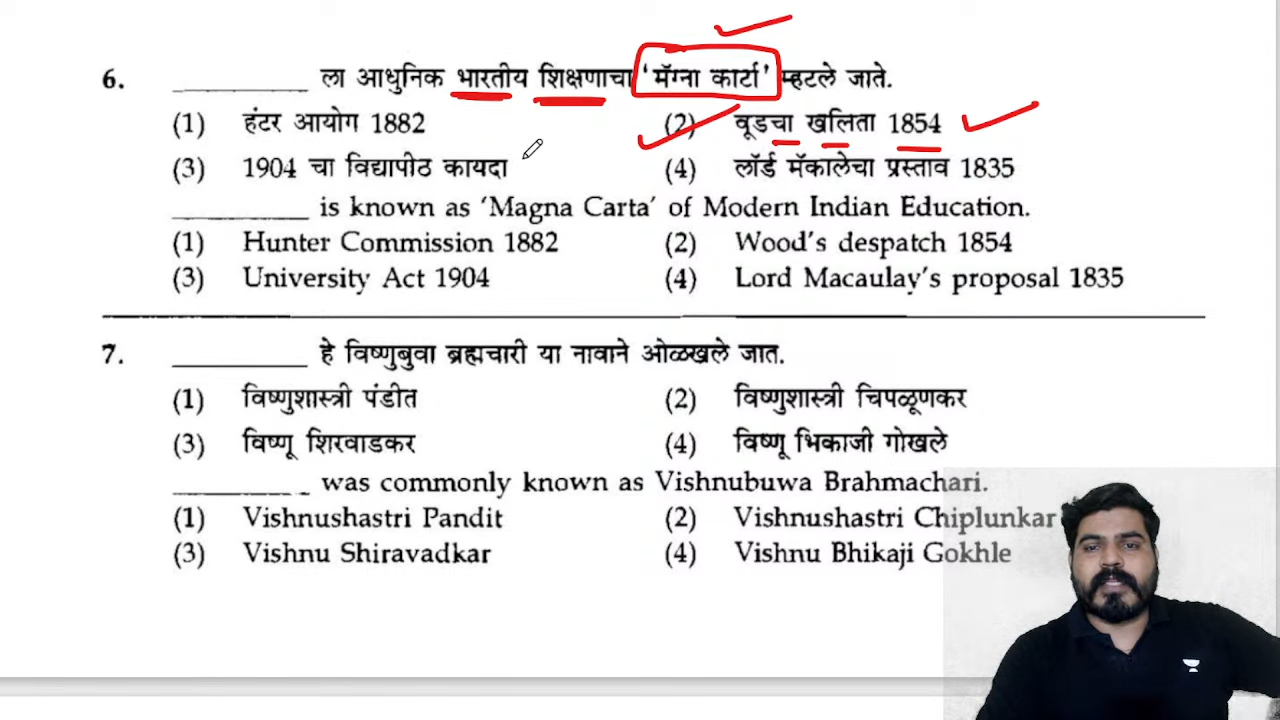 6. __________ ला आधुनिक भारतीय शिक्षणाचा 'मॅग्ना कार्टा' म्हटले जाते.
(1) हंटर आयोग 1882 (2) वूडचा खलिता 1854
(3) 1904 चा विद्यापीठ कायदा (4) लॉर्ड मॅकालेचा प्रस्ताव 1835
__________ is known as 'Magna Carta' of Modern Indian Education.
(1) Hunter Commission 1882 (2) Wood's despatch 1854
(3) University Act 1904 (4) Lord Macaulay's proposal 1835
7. __________ हे विष्णुबुवा ब्रह्मचारी या नावाने ओळखले जात.
(1) विष्णुशास्त्री पंडीत (2) विष्णुशास्त्री चिपळूणकर
(3) विष्णू शिरवाडकर (4) विष्णू भिकाजी गोखले
__________ was commonly known as Vishnubuwa Brahmachari.
(1) Vishnushastri Pandit (2) Vishnushastri Chiplunkar
(3) Vishnu Shiravadkar (4) Vishnu Bhikaji Gokhle